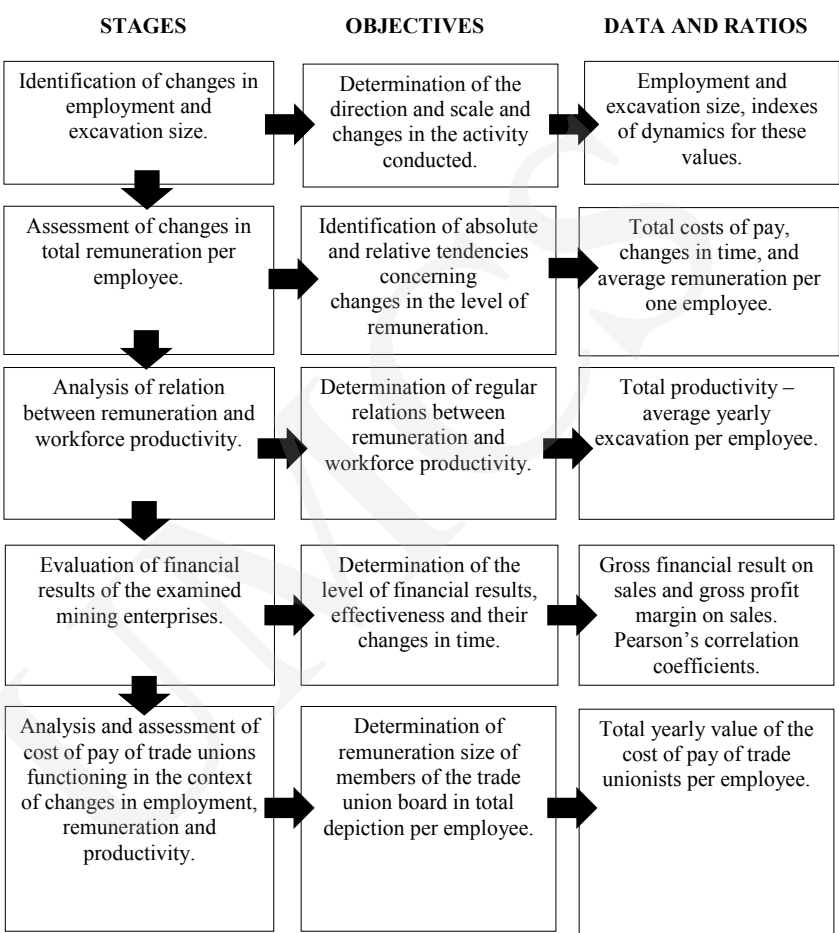 STAGES OBJECTIVES DATA AND RATIOS
Identification of changes in
employment and
excavation size.
Determination of the
direction and scale and
changes in the activity
conducted.
Employment and
excavation size, indexes
of dynamics for these
values.
Assessment of changes in
total remuneration per
employee.
Identification of absolute
and relative tendencies
concerning
changes in the level of
remuneration.
Total costs of pay,
changes in time, and
average remuneration per
one employee.
Analysis of relation
between remuneration and
workforce productivity.
Determination of regular
relations between
remuneration and
workforce productivity.
Total productivity –
average yearly
excavation per employee.
Evaluation of financial
results of the examined
mining enterprises.
Determination of the
level of financial results,
effectiveness and their
changes in time.
Gross financial result on
sales and gross profit
margin on sales.
Pearson’s correlation
coefficients.
Analysis and assessment of
cost of pay of trade unions
functioning in the context
of changes in employment,
remuneration and
productivity.
Determination of
remuneration size of
members of the trade
union board in total
depiction per employee.
Total yearly value of the
cost of pay of trade
unionists per employee.
UMCS